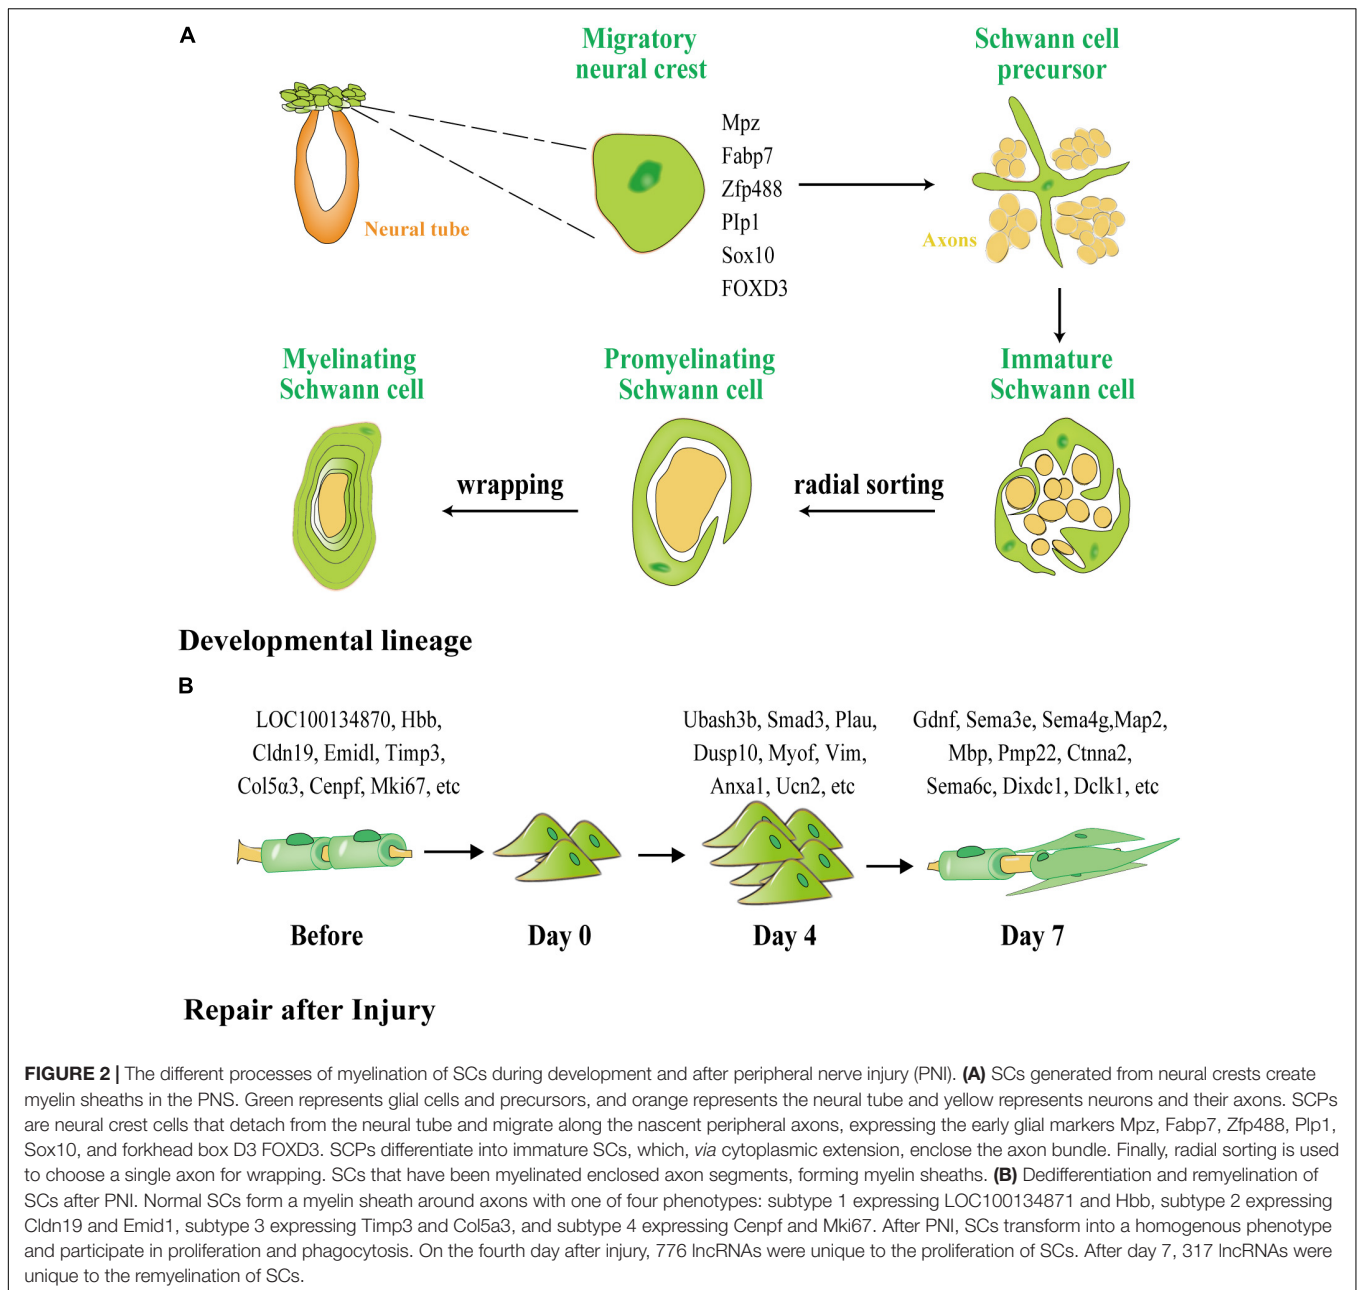 A
Migratory
neural crest
Schwann cell
precursor
Mpz
Fabp7
Zfp488
PIp1
Sox10
FOXD3
Neural tube
Axons
Myelinating
Schwann cell
Promyelinating
Schwann cell
Immature
Schwann cell
wrapping
radial sorting
Developmental lineage
B
LOC100134870, Hbb,
Cldn19, Emidl, Timp3,
Col5α3, Cenpf, Mki67, etc
Ubash3b, Smad3, Plau,
Dusp10, Myof, Vim,
Anxa1, Ucn2, etc
Gdnf, Sema3e, Sema4g,Map2,
Mbp, Pmp22, Ctnna2,
Sema6c, Dixdc1, Dclk1, etc
Before
Day 0
Day 4
Day 7
Repair after Injury
FIGURE 2 | The different processes of myelination of SCs during development and after peripheral nerve injury (PNI). (A) SCs generated from neural crests create
myelin sheaths in the PNS. Green represents glial cells and precursors, and orange represents the neural tube and yellow represents neurons and their axons. SCPs
are neural crest cells that detach from the neural tube and migrate along the nascent peripheral axons, expressing the early glial markers Mpz, Fabp7, Zfp488, Plp1,
Sox10, and forkhead box D3 FOXD3. SCPs differentiate into immature SCs, which, via cytoplasmic extension, enclose the axon bundle. Finally, radial sorting is used
to choose a single axon for wrapping. SCs that have been myelinated enclosed axon segments, forming myelin sheaths. (B) Dedifferentiation and remyelination of
SCs after PNI. Normal SCs form a myelin sheath around axons with one of four phenotypes: subtype 1 expressing LOC100134871 and Hbb, subtype 2 expressing
Cldn19 and Emid1, subtype 3 expressing Timp3 and Col5a3, and subtype 4 expressing Cenpf and Mki67. After PNI, SCs transform into a homogenous phenotype
and participate in proliferation and phagocytosis. On the fourth day after injury, 776 lncRNAs were unique to the proliferation of SCs. After day 7, 317 lncRNAs were
unique to the remyelination of SCs.